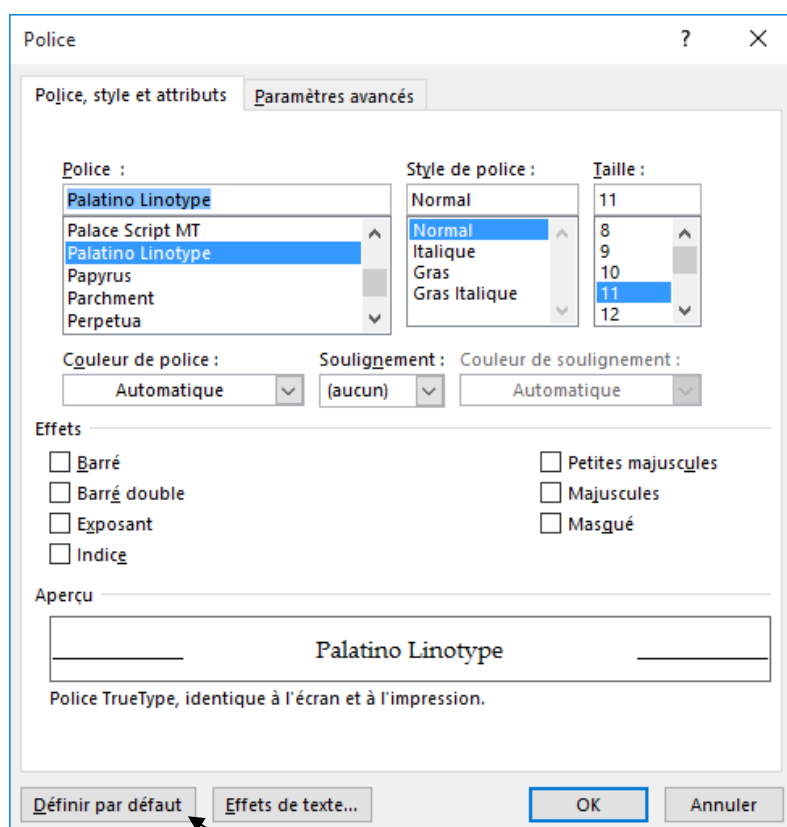 Police ?
Police, style et attributs Paramètres avancés
Police : Style de police : Taille :
Palatino Linotype Normal 11
Palace Script MT Normal 8
Palatino Linotype Italique 9
Papyrus Gras 10
Parchment Gras Italique 11
Perpetua 12
Couleur de police : Soulignement : Couleur de soulignement :
Automatique (aucun) Automatique
Effets
Barré Petites majuscules
Barré double Majuscules
Exposant Masqué
Indice
Aperçu
Palatino Linotype
Police TrueType, identique à l'écran et à l'impression.
Définir par défaut Effets de texte... OK Annuler